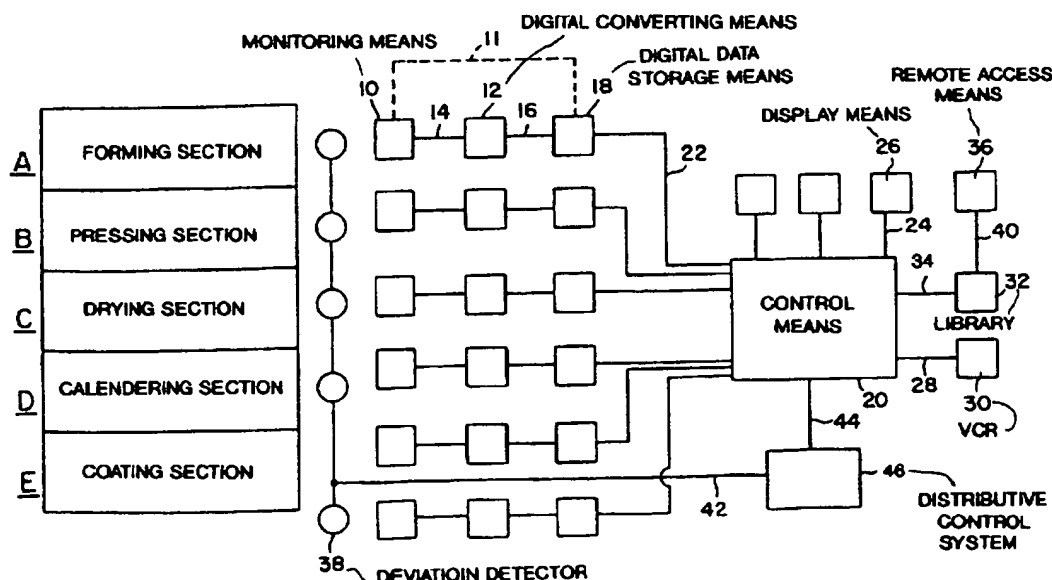 DIGITAL CONVERTING MEANS
MONITORING MEANS
11
10
12
18
DIGITAL DATA
STORAGE MEANS
REMOTE ACCESS
MEANS
14
16
DISPLAY MEANS
26
36
22
24
40
A
FORMING SECTION
B
PRESSING SECTION
C
DRYING SECTION
D
CALENDERING SECTION
E
COATING SECTION
CONTROL
MEANS
34
32
LIBRARY
28
20
30
VCR
44
42
46
DISTRIBUTIVE
CONTROL
SYSTEM
38
DEVIATIOIN DETECTOR